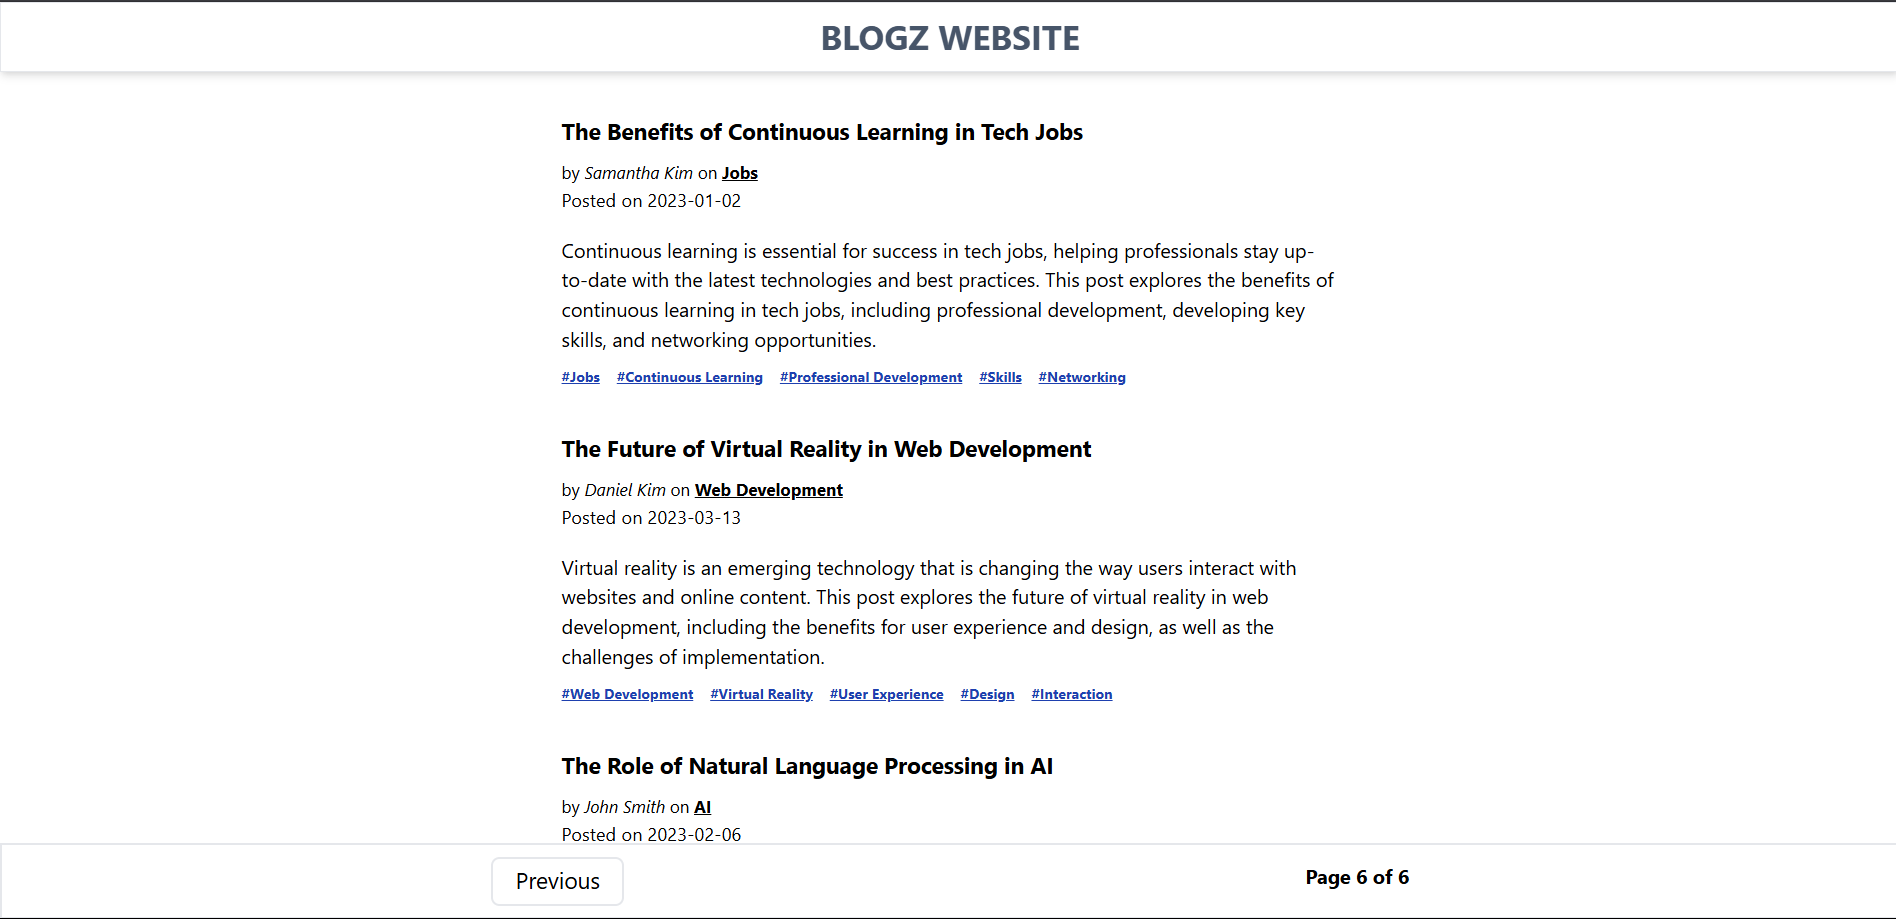 BLOGZ WEBSITE
The Benefits of Continuous Learning in Tech Jobs
by Samantha Kim on Jobs
Posted on 2023-01-02
Continuous learning is essential for success in tech jobs, helping professionals stay up-
to-date with the latest technologies and best practices. This post explores the benefits of
continuous learning in tech jobs, including professional development, developing key
skills, and networking opportunities.
#Jobs #Continuous Learning #Professional Development #Skills #Networking
The Future of Virtual Reality in Web Development
by Daniel Kim on Web Development
Posted on 2023-03-13
Virtual reality is an emerging technology that is changing the way users interact with
websites and online content. This post explores the future of virtual reality in web
development, including the benefits for user experience and design, as well as the
challenges of implementation.
#Web Development #Virtual Reality #User Experience #Design #Interaction
The Role of Natural Language Processing in AI
by John Smith on AI
Posted on 2023-02-06
Previous
Page 6 of 6